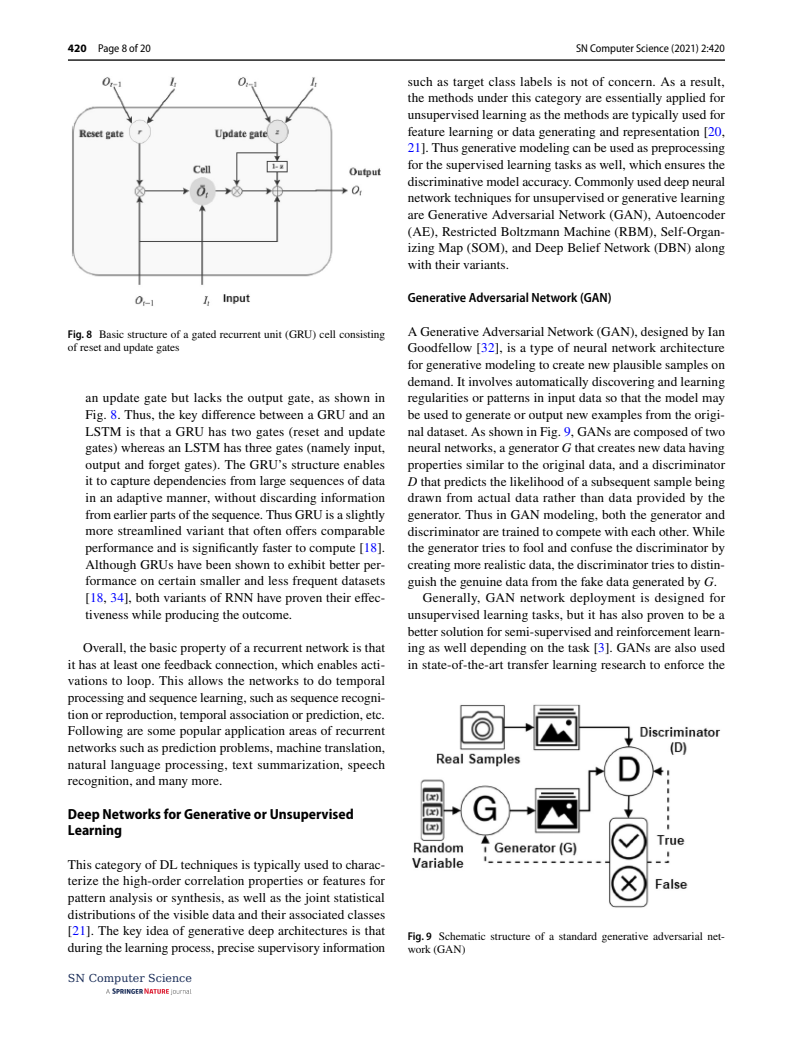 420 Page 8 of 20
SN Computer Science (2021) 2:420
Ot−1
It
Ot−1
It
Reset gate
r
Update gate
z
1- z
Cell
Output
Õt
Ot
Ot−1
It Input
Fig. 8 Basic structure of a gated recurrent unit (GRU) cell consisting
of reset and update gates
an update gate but lacks the output gate, as shown in
Fig. 8. Thus, the key difference between a GRU and an
LSTM is that a GRU has two gates (reset and update
gates) whereas an LSTM has three gates (namely input,
output and forget gates). The GRU's structure enables
it to capture dependencies from large sequences of data
in an adaptive manner, without discarding information
from earlier parts of the sequence. Thus GRU is a slightly
more streamlined variant that often offers comparable
performance and is significantly faster to compute [18].
Although GRUs have been shown to exhibit better per-
formance on certain smaller and less frequent datasets
[18, 34], both variants of RNN have proven their effec-
tiveness while producing the outcome.
Overall, the basic property of a recurrent network is that
it has at least one feedback connection, which enables acti-
vations to loop. This allows the networks to do temporal
processing and sequence learning, such as sequence recogni-
tion or reproduction, temporal association or prediction, etc.
Following are some popular application areas of recurrent
networks such as prediction problems, machine translation,
natural language processing, text summarization, speech
recognition, and many more.
Deep Networks for Generative or Unsupervised
Learning
This category of DL techniques is typically used to charac-
terize the high-order correlation properties or features for
pattern analysis or synthesis, as well as the joint statistical
distributions of the visible data and their associated classes
[21]. The key idea of generative deep architectures is that
during the learning process, precise supervisory information
such as target class labels is not of concern. As a result,
the methods under this category are essentially applied for
unsupervised learning as the methods are typically used for
feature learning or data generating and representation [20,
21]. Thus generative modeling can be used as preprocessing
for the supervised learning tasks as well, which ensures the
discriminative model accuracy. Commonly used deep neural
network techniques for unsupervised or generative learning
are Generative Adversarial Network (GAN), Autoencoder
(AE), Restricted Boltzmann Machine (RBM), Self-Organ-
izing Map (SOM), and Deep Belief Network (DBN) along
with their variants.
Generative Adversarial Network (GAN)
A Generative Adversarial Network (GAN), designed by Ian
Goodfellow [32], is a type of neural network architecture
for generative modeling to create new plausible samples on
demand. It involves automatically discovering and learning
regularities or patterns in input data so that the model may
be used to generate or output new examples from the origi-
nal dataset. As shown in Fig. 9, GANs are composed of two
neural networks, a generator G that creates new data having
properties similar to the original data, and a discriminator
D that predicts the likelihood of a subsequent sample being
drawn from actual data rather than data provided by the
generator. Thus in GAN modeling, both the generator and
discriminator are trained to compete with each other. While
the generator tries to fool and confuse the discriminator by
creating more realistic data, the discriminator tries to distin-
guish the genuine data from the fake data generated by G.
Generally, GAN network deployment is designed for
unsupervised learning tasks, but it has also proven to be a
better solution for semi-supervised and reinforcement learn-
ing as well depending on the task [3]. GANs are also used
in state-of-the-art transfer learning research to enforce the
Real Samples
Discriminator
(D)
D
(x)
(x)
(x)
G
Random
Variable
Generator (G)
True
False
Fig. 9 Schematic structure of a standard generative adversarial net-
work (GAN)
SN Computer Science
A SPRINGER NATURE journal